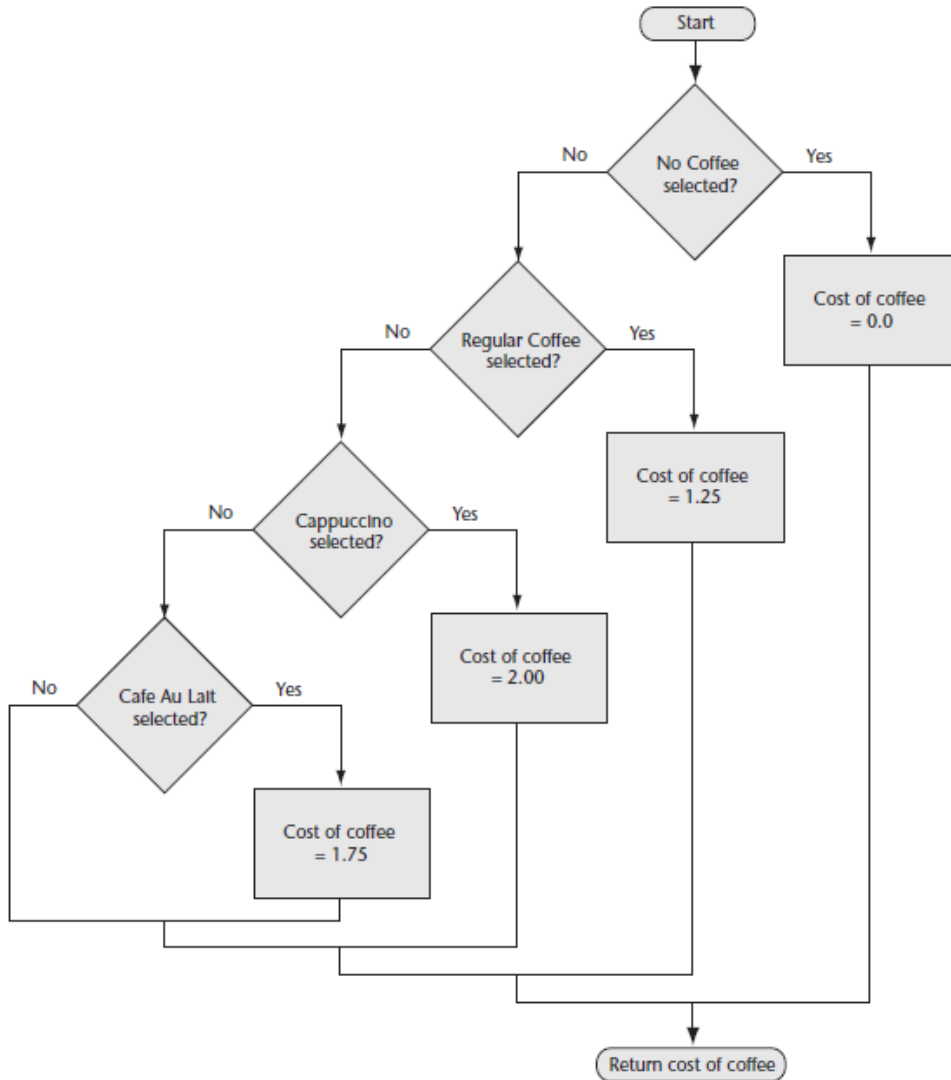 Start
No
No Coffee
selected?
Yes
Cost of coffee
= 0.0
No
Regular Coffee
selected?
Yes
Cost of coffee
= 1.25
No
Cappuccino
selected?
Yes
Cost of coffee
= 2.00
No
Cafe Au Lait
selected?
Yes
Cost of coffee
= 1.75
Return cost of coffee